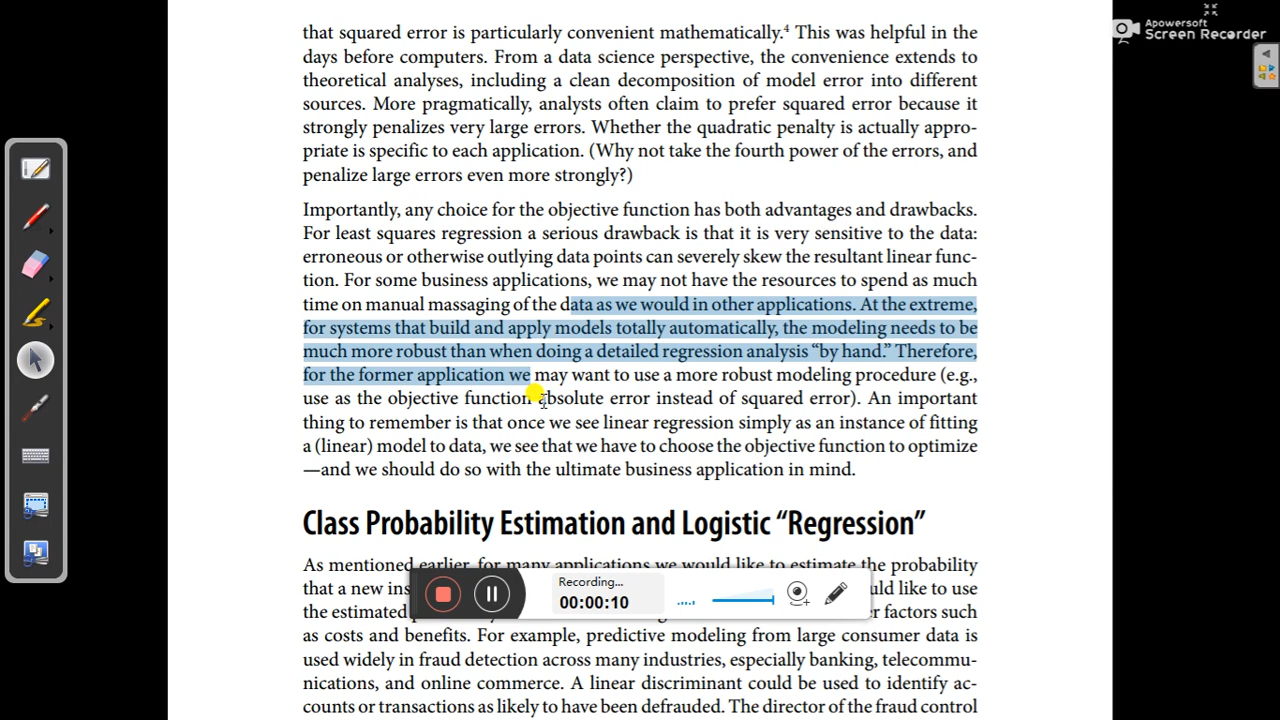 that squared error is particularly convenient mathematically.⁴ This was helpful in the
days before computers. From a data science perspective, the convenience extends to
theoretical analyses, including a clean decomposition of model error into different
sources. More pragmatically, analysts often claim to prefer squared error because it
strongly penalizes very large errors. Whether the quadratic penalty is actually appro-
priate is specific to each application. (Why not take the fourth power of the errors, and
penalize large errors even more strongly?)
Importantly, any choice for the objective function has both advantages and drawbacks.
For least squares regression a serious drawback is that it is very sensitive to the data:
erroneous or otherwise outlying data points can severely skew the resultant linear func-
tion. For some business applications, we may not have the resources to spend as much
time on manual massaging of the data as we would in other applications. At the extreme,
for systems that build and apply models totally automatically, the modeling needs to be
much more robust than when doing a detailed regression analysis “by hand.” Therefore,
for the former application we may want to use a more robust modeling procedure (e.g.,
use as the objective function absolute error instead of squared error). An important
thing to remember is that once we see linear regression simply as an instance of fitting
a (linear) model to data, we see that we have to choose the objective function to optimize
—and we should do so with the ultimate business application in mind.
Class Probability Estimation and Logistic “Regression”
As mentioned earlier, for many applications we would like to estimate the probability
that a new ins uld like to use
the estimated factors such
as costs and benefits. For example, predictive modeling from large consumer data is
used widely in fraud detection across many industries, especially banking, telecommu-
nications, and online commerce. A linear discriminant could be used to identify ac-
counts or transactions as likely to have been defrauded. The director of the fraud control
Recording...
00:00:10
Apowersoft
Screen Recorder